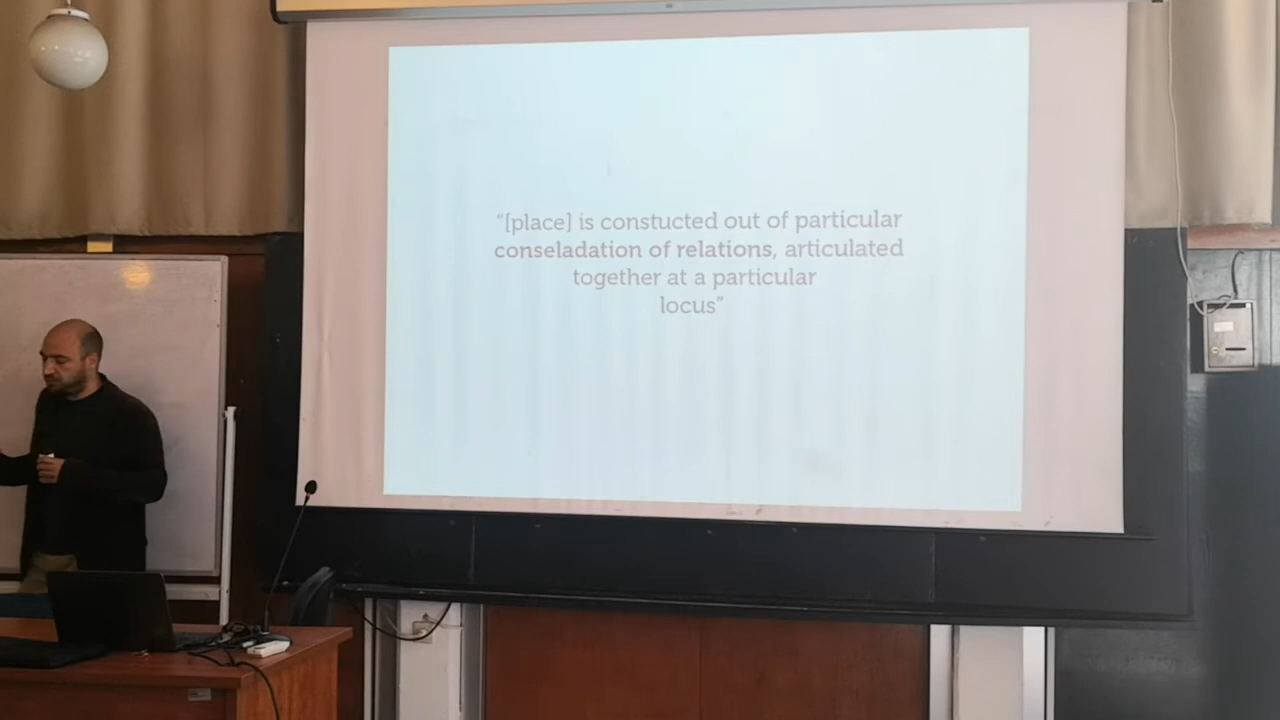 “[place] is constucted out of particular
conseladation of relations, articulated
together at a particular
locus”